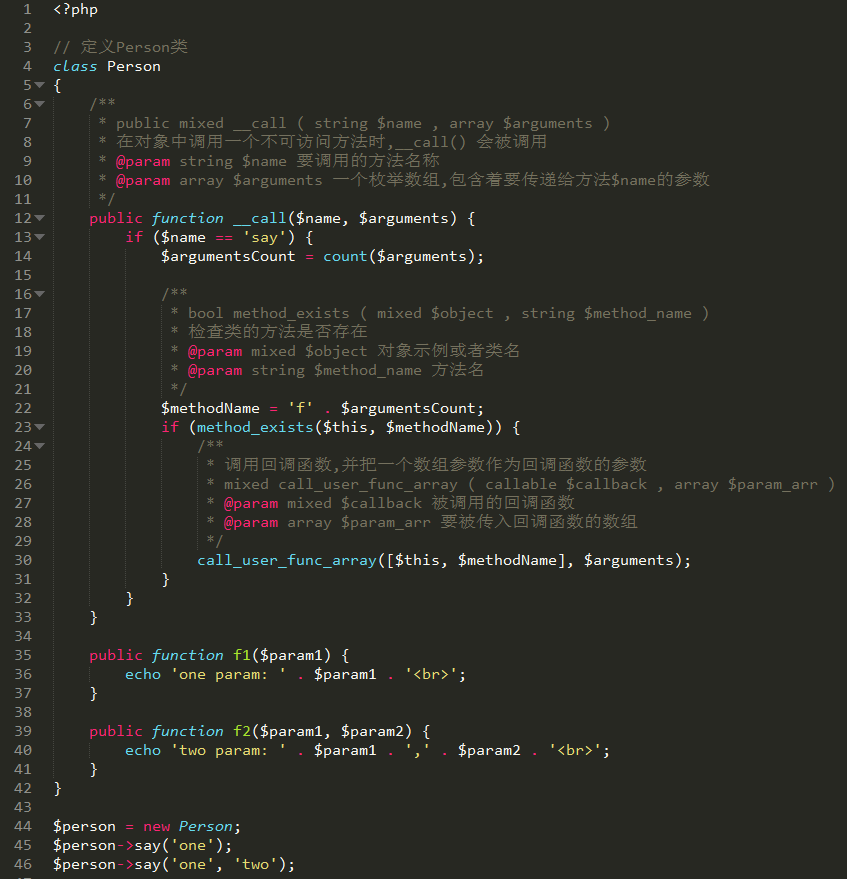 1 <?php
2
3 // 定义Person类
4 class Person
5 {
6     /**
7      * public mixed __call ( string $name , array $arguments )
8      * 在对象中调用一个不可访问方法时,__call() 会被调用
9      * @param string $name 要调用的方法名称
10      * @param array $arguments 一个枚举数组,包含着要传递给方法$name的参数
11      */
12     public function __call($name, $arguments) {
13         if ($name == 'say') {
14             $argumentsCount = count($arguments);
15
16             /**
17              * bool method_exists ( mixed $object , string $method_name )
18              * 检查类的方法是否存在
19              * @param mixed $object 对象示例或者类名
20              * @param string $method_name 方法名
21              */
22             $methodName = 'f' . $argumentsCount;
23             if (method_exists($this, $methodName)) {
24                 /**
25                  * 调用回调函数,并把一个数组参数作为回调函数的参数
26                  * mixed call_user_func_array ( callable $callback , array $param_arr )
27                  * @param mixed $callback 被调用的回调函数
28                  * @param array $param_arr 要被传入回调函数的数组
29                  */
30                 call_user_func_array([$this, $methodName], $arguments);
31             }
32         }
33     }
34
35     public function f1($param1) {
36         echo 'one param: ' . $param1 . '<br>';
37     }
38
39     public function f2($param1, $param2) {
40         echo 'two param: ' . $param1 . ',' . $param2 . '<br>';
41     }
42 }
43
44 $person = new Person;
45 $person->say('one');
46 $person->say('one', 'two');